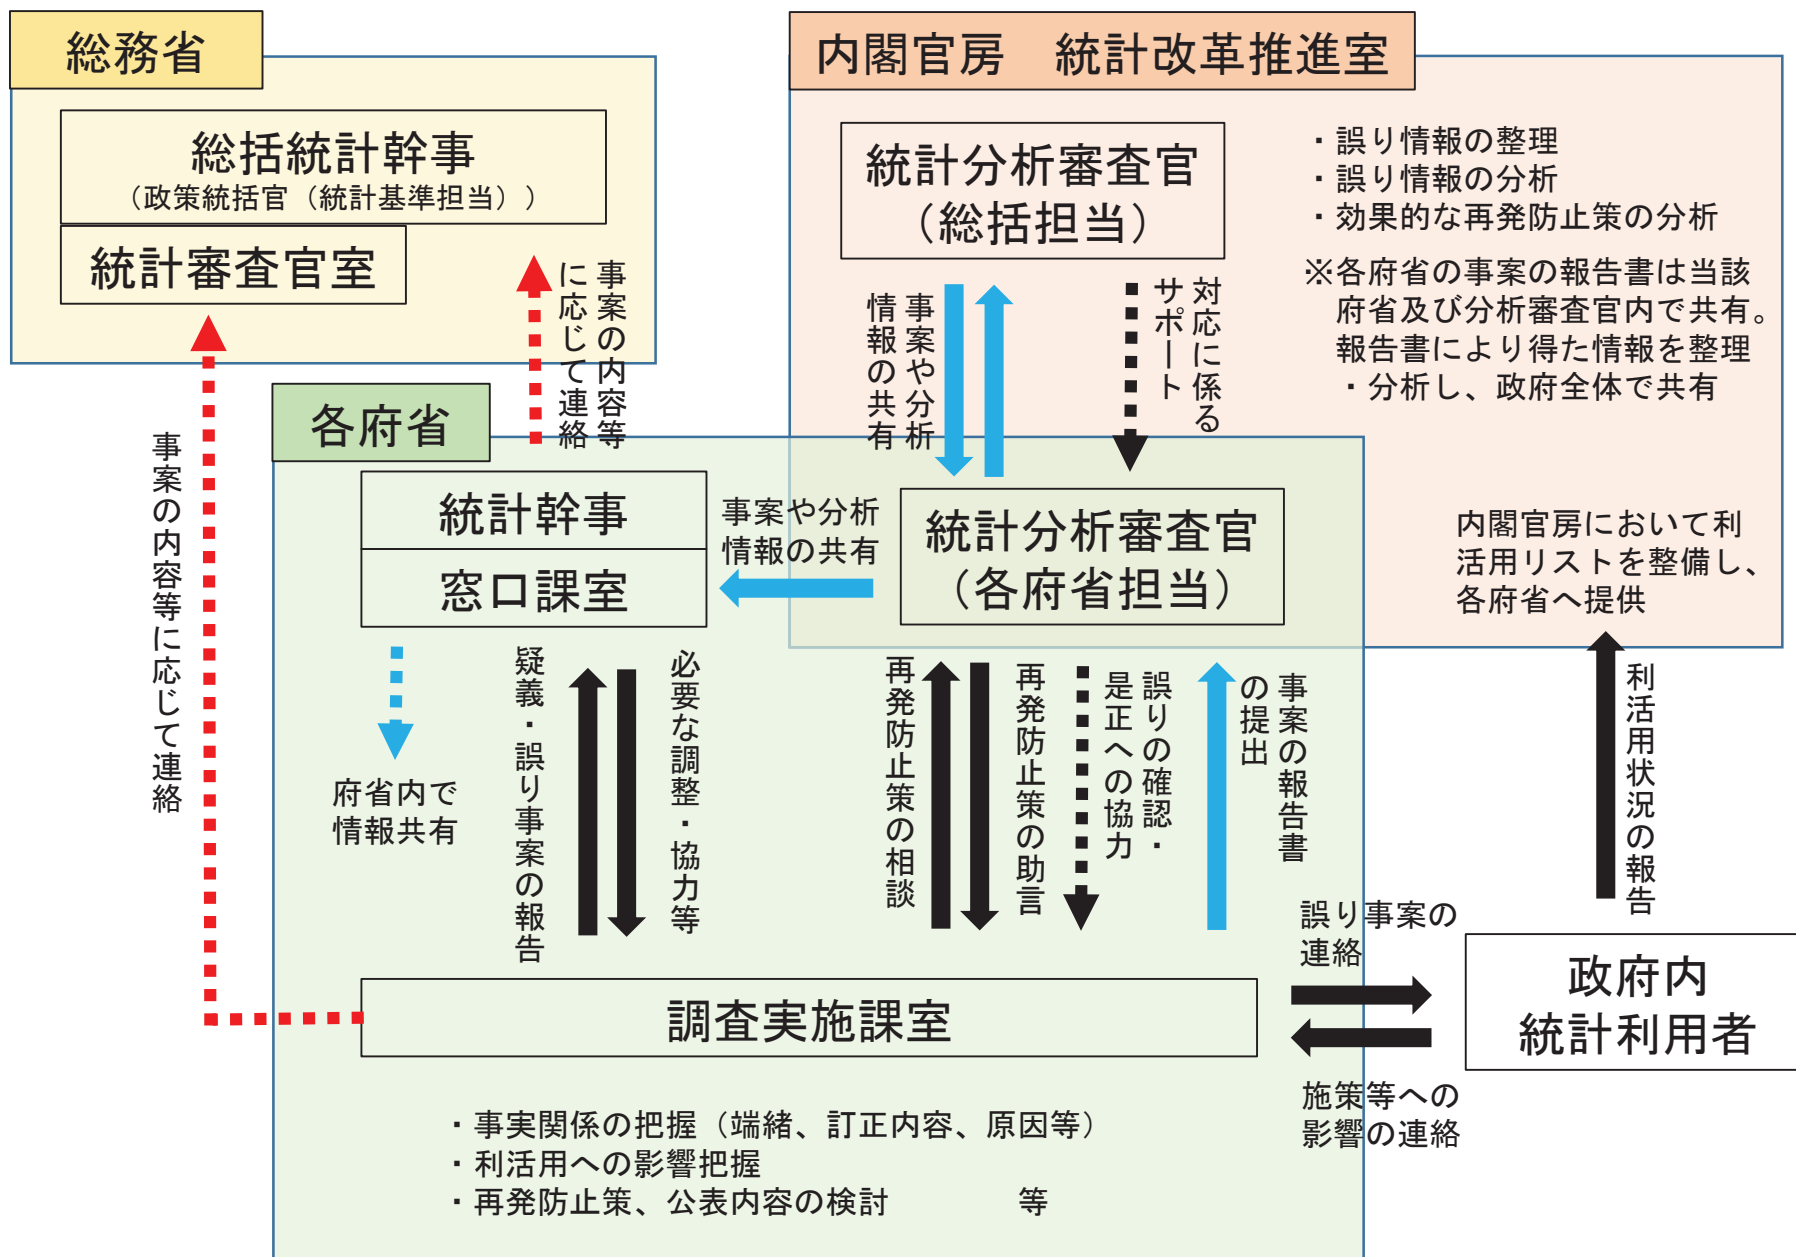 総務省
総括統計幹事
（政策統括官（統計基準担当））
統計審査官室
事案の内容等
に応じて連絡
事案の内容等に応じて連絡
内閣官房　統計改革推進室
統計分析審査官
（総括担当）
・誤り情報の整理
・誤り情報の分析
・効果的な再発防止策の分析
※各府省の事案の報告書は当該
府省及び分析審査官内で共有。
報告書により得た情報を整理
・分析し、政府全体で共有
事案や分析
情報の共有
対応に係る
サポート
各府省
統計幹事
窓口課室
事案や分析
情報の共有
統計分析審査官
（各府省担当）
内閣官房において利
活用リストを整備し、
各府省へ提供
府省内で
情報共有
疑義・誤り事案の報告
必要な調整・協力等
再発防止策の相談
再発防止策の助言
誤りの確認・
是正への協力
事案の報告書
の提出
利活用状況の報告
誤り事案の
連絡
調査実施課室
政府内
統計利用者
施策等への
影響の連絡
・事実関係の把握（端緒、訂正内容、原因等）
・利活用への影響把握
・再発防止策、公表内容の検討　　　　等